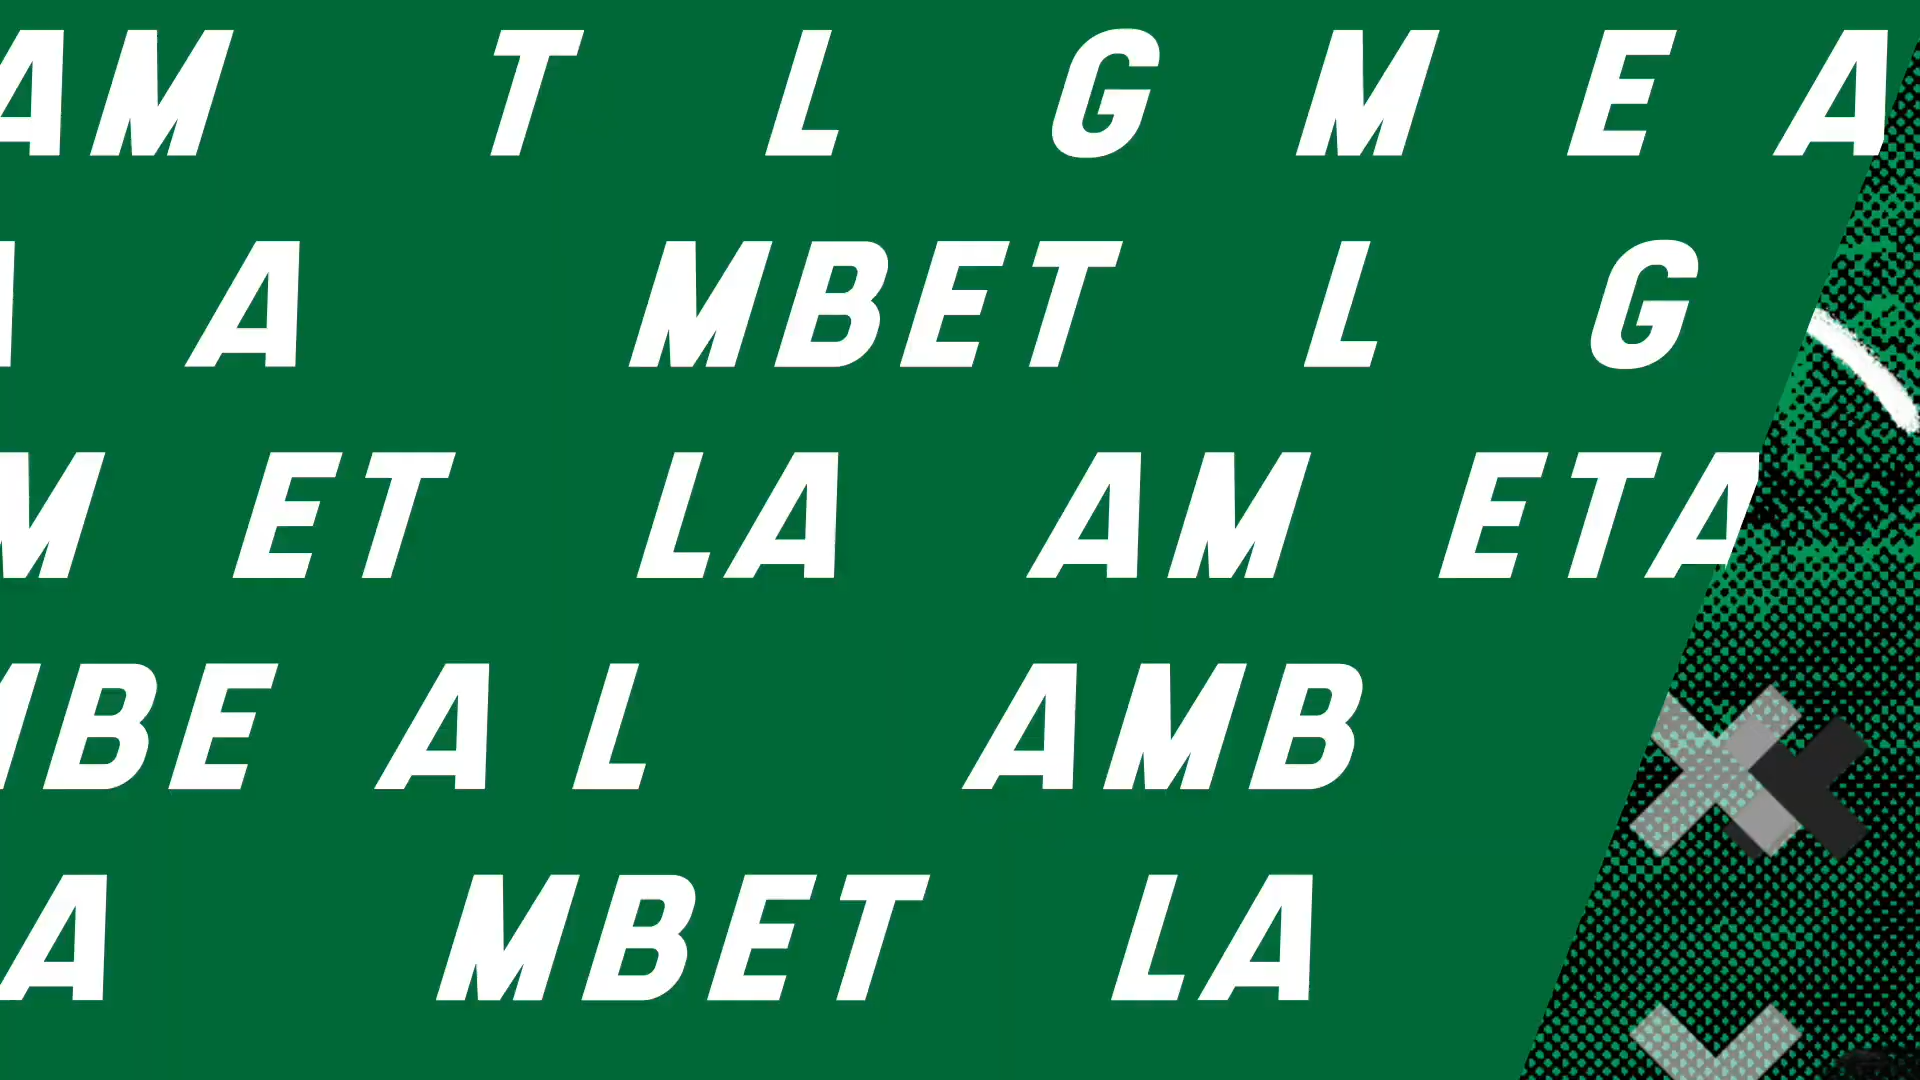 AM T L G M E A
A MBET L G
M ET LA AM ETA
BE A L AMB
A MBET LA